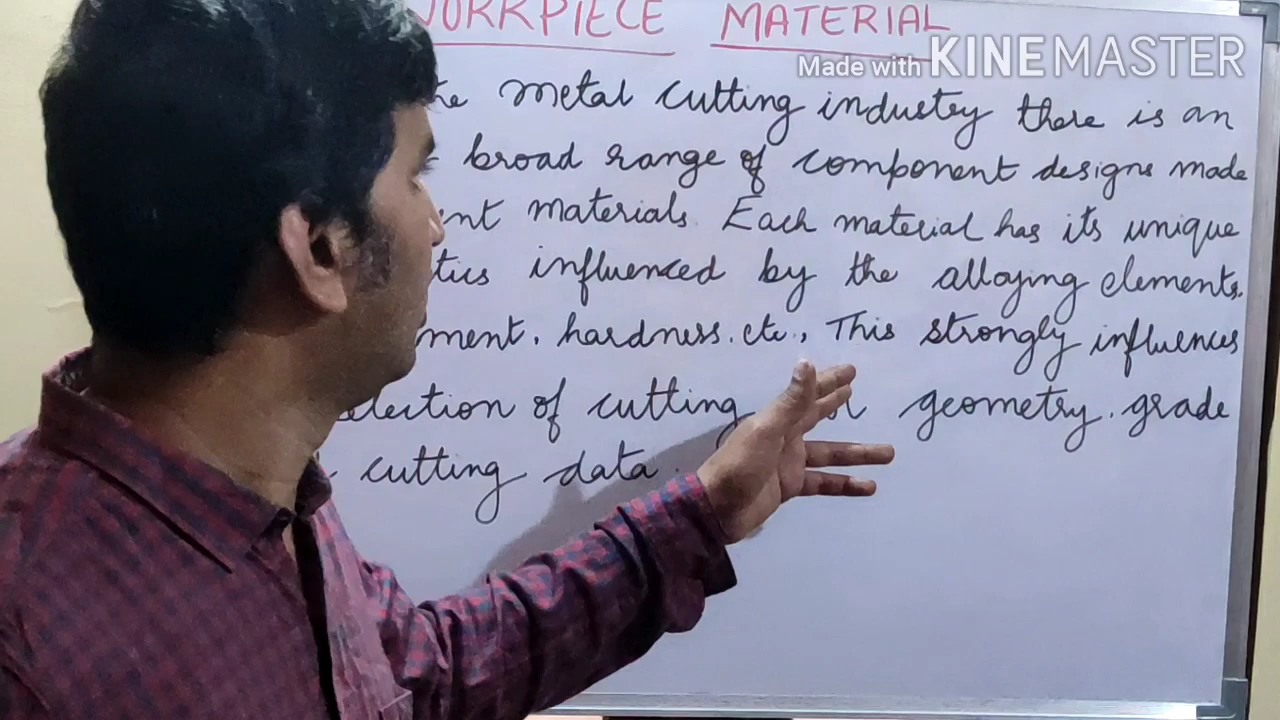 WORKPIECE MATERIAL
Made with KINEMASTER
metal cutting industry there is an
broad range of component designs made
materials. Each material has its unique
influenced by the alloying elements.
hardness. etc., This strongly influences
of cutting geometry. grade
cutting data.